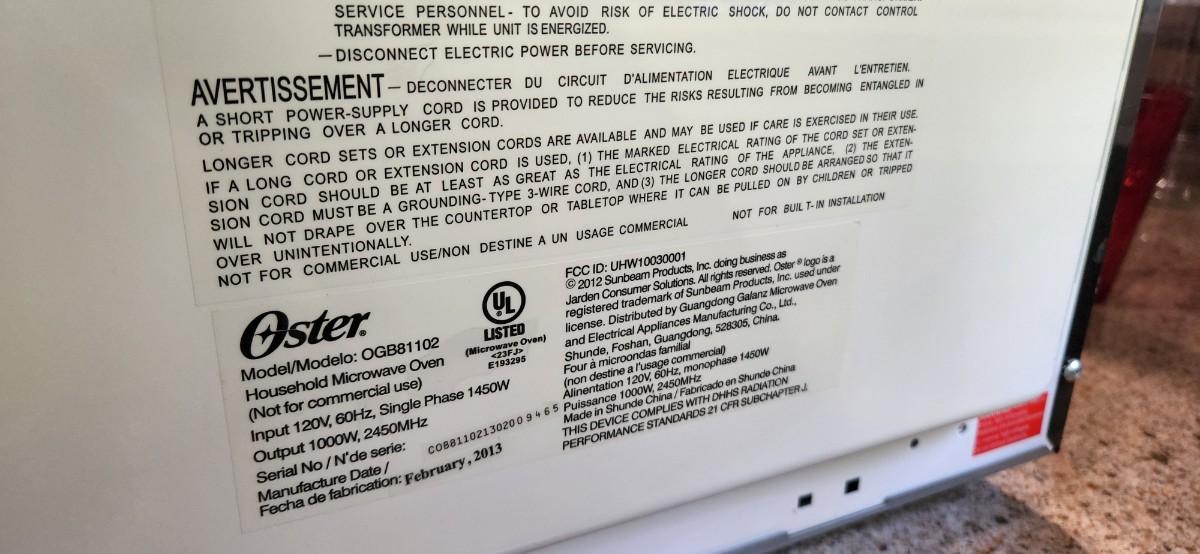 SERVICE PERSONNEL- TO AVOID RISK OF ELECTRIC SHOCK, DO NOT CONTACT CONTROL
TRANSFORMER WHILE UNIT IS ENERGIZED.
—DISCONNECT ELECTRIC POWER BEFORE SERVICING.
AVERTISSEMENT — DECONNECTER DU CIRCUIT D'ALIMENTATION ELECTRIQUE AVANT L'ENTRETIEN.
A SHORT POWER-SUPPLY CORD IS PROVIDED TO REDUCE THE RISKS RESULTING FROM BECOMING ENTANGLED IN
OR TRIPPING OVER A LONGER CORD.
LONGER CORD SETS OR EXTENSION CORDS ARE AVAILABLE AND MAY BE USED IF CARE IS EXERCISED IN THEIR USE.
IF A LONG CORD OR EXTENSION CORD IS USED, (1) THE MARKED ELECTRICAL RATING OF THE CORD SET OR EXTEN-
SION CORD SHOULD BE AT LEAST AS GREAT AS THE ELECTRICAL RATING OF THE APPLIANCE, (2) THE EXTEN-
SION CORD MUST BE A GROUNDING-TYPE 3-WIRE CORD, AND (3) THE LONGER CORD SHOULD BE ARRANGED SO THAT IT
WILL NOT DRAPE OVER THE COUNTERTOP OR TABLETOP WHERE IT CAN BE PULLED ON BY CHILDREN OR TRIPPED
OVER UNINTENTIONALLY.
NOT FOR COMMERCIAL USE/NON DESTINE A UN USAGE COMMERCIAL NOT FOR BUILT-IN INSTALLATION
Oster®
Model/Modelo: OGB81102
Household Microwave Oven
(Not for commercial use)
Input 120V, 60Hz, Single Phase 1450W
Output 1000W, 2450MHz
Serial No / N'de serie: COB81102130200 9465
Manufacture Date /
Fecha de fabrication: February, 2013
UL
LISTED
(Microwave Oven)
<23FJ>
E193295
FCC ID: UHW10030001
© 2012 Sunbeam Products, Inc. doing business as
Jarden Consumer Solutions. All rights reserved. Oster ® logo is a
registered trademark of Sunbeam Products, Inc. used under
license. Distributed by Guangdong Galanz Microwave Oven
and Electrical Appliances Manufacturing Co., Ltd.,
Shunde, Foshan, Guangdong, 528305, China.
Four à microondas familial
(non destine a l'usage commercial)
Alinentation 120V, 60Hz, monophase 1450W
Puissance 1000W, 2450MHz
Made in Shunde China / Fabricado en Shunde China
THIS DEVICE COMPLIES WITH DHHS RADIATION
PERFORMANCE STANDARDS 21 CFR SUBCHAPTER J.